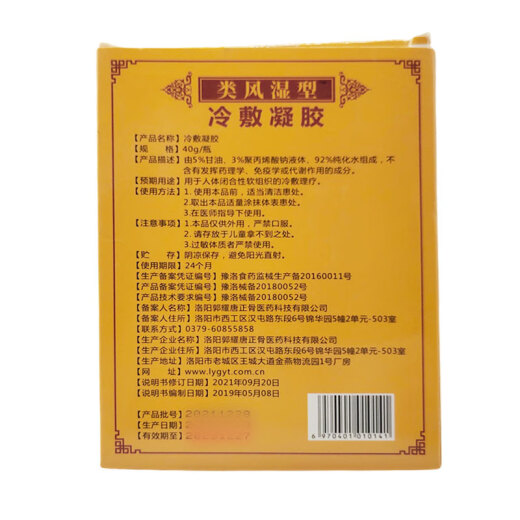 类风湿型
冷敷凝胶
【产品名称】冷敷凝胶
【规 格】40g/瓶
【产品描述】由5%甘油、3%聚丙烯酸钠液体、92%纯化水组成，不
含有发挥药理学、免疫学或代谢作用的成分。
【预期用途】用于人体闭合性软组织的冷敷理疗。
【使用方法】1. 使用本品前，适当清洁患处。
2.取出本品适量涂抹体表患处。
3.在医师指导下使用。
【注意事项】1.本品仅供外用，严禁口服。
2. 请存放于儿童拿不到之处。
3.过敏体质者严禁使用。
【贮 存】阴凉保存，避免阳光直射。
【使用期限】24个月
【生产备案凭证编号】豫洛食药监械生产备20160011号
【产品备案凭证编号】豫洛械备20180052号
【产品技术要求编号】豫洛械备20180052号
【备案人名称】洛阳郭耀唐正骨医药科技有限公司
【备案人住所】洛阳市西工区汉屯路东段6号锦华园5幢2单元-503室
【联系方式】0379-60855858
【生产企业名称】洛阳郭耀唐正骨医药科技有限公司
【生产企业住所】洛阳市西工区汉屯路东段6号锦华园5幢2单元-503室
【生产地址】洛阳市老城区王城大道金燕物流园1号厂房
【网 址】www.lygyt.com.cn
【说明书修订日期】2021年09月20日
【说明书编制日期】2019年05月08日
【产品批号】20211228
【生产日期】
【有效期至】20231227
6 970401 010141